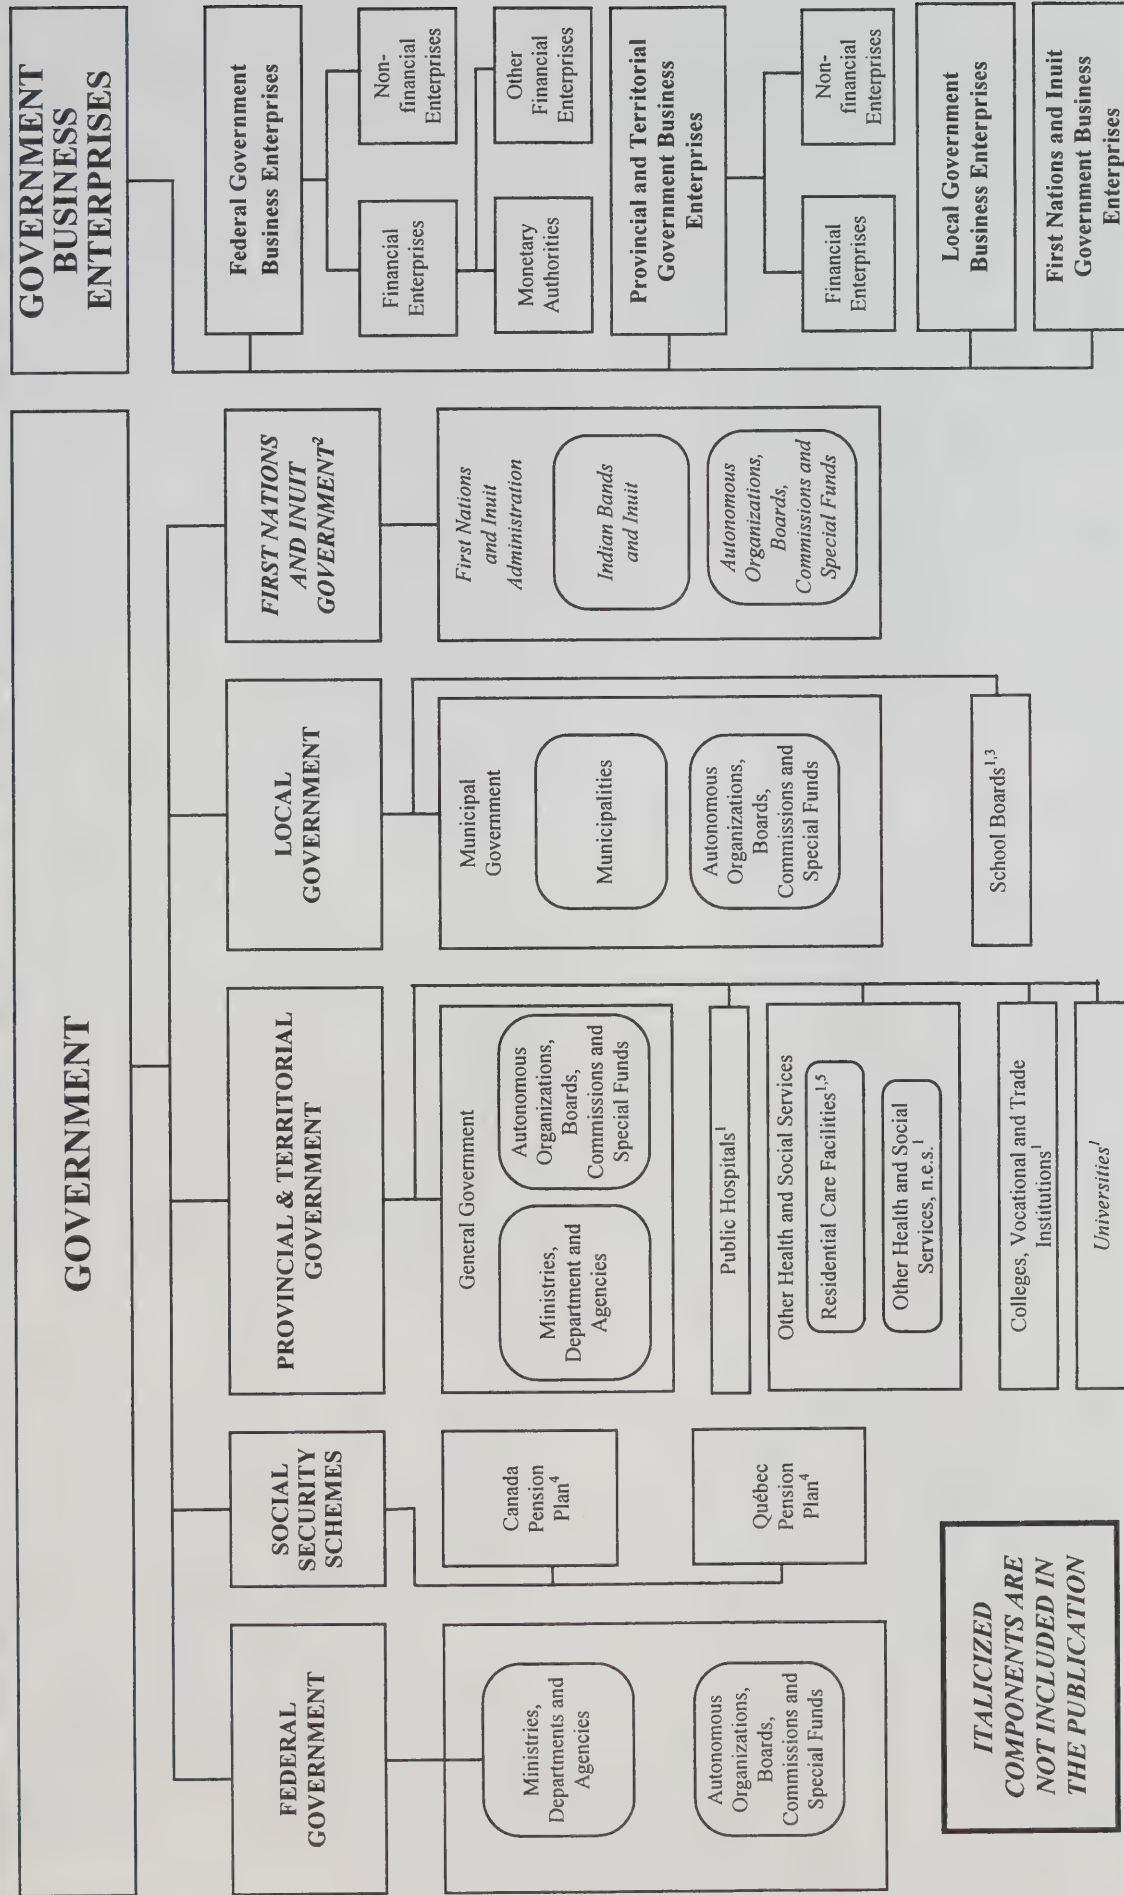 GOVERNMENT
FEDERAL
GOVERNMENT
Ministries,
Departments and
Agencies
Autonomous
Organizations,
Boards,
Commissions and
Special Funds
SOCIAL
SECURITY
SCHEMES
Canada
Pension
Plan⁴
Québec
Pension
Plan⁴
PROVINCIAL & TERRITORIAL
GOVERNMENT
General Government
Ministries,
Department and
Agencies
Autonomous
Organizations,
Boards,
Commissions and
Special Funds
Public Hospitals¹
Other Health and Social Services
Residential Care Facilities¹,⁵
Other Health and Social
Services, n.e.s.¹
Colleges, Vocational and Trade
Institutions¹
Universities¹
LOCAL
GOVERNMENT
Municipal
Government
Municipalities
Autonomous
Organizations,
Boards,
Commissions and
Special Funds
School Boards¹,³
FIRST NATIONS
AND INUIT
GOVERNMENT²
First Nations
and Inuit
Administration
Indian Bands
and Inuit
Autonomous
Organizations,
Boards,
Commissions and
Special Funds
GOVERNMENT
BUSINESS
ENTERPRISES
Federal Government
Business Enterprises
Financial
Enterprises
Non-
financial
Enterprises
Monetary
Authorities
Other
Financial
Enterprises
Provincial and Territorial
Government Business
Enterprises
Financial
Enterprises
Non-
financial
Enterprises
Local Government
Business Enterprises
First Nations and Inuit
Government Business
Enterprises
ITALICIZED
COMPONENTS ARE
NOT INCLUDED IN
THE PUBLICATION